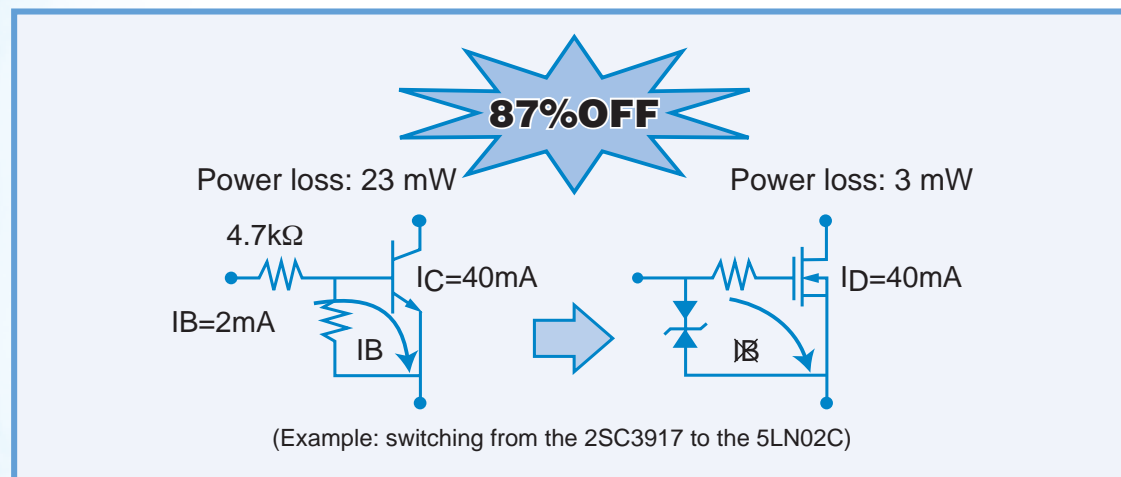 87%OFF
Power loss: 23 mW
Power loss: 3 mW
4.7kΩ
IC=40mA
IB=2mA
IB
ID=40mA
IB
(Example: switching from the 2SC3917 to the 5LN02C)